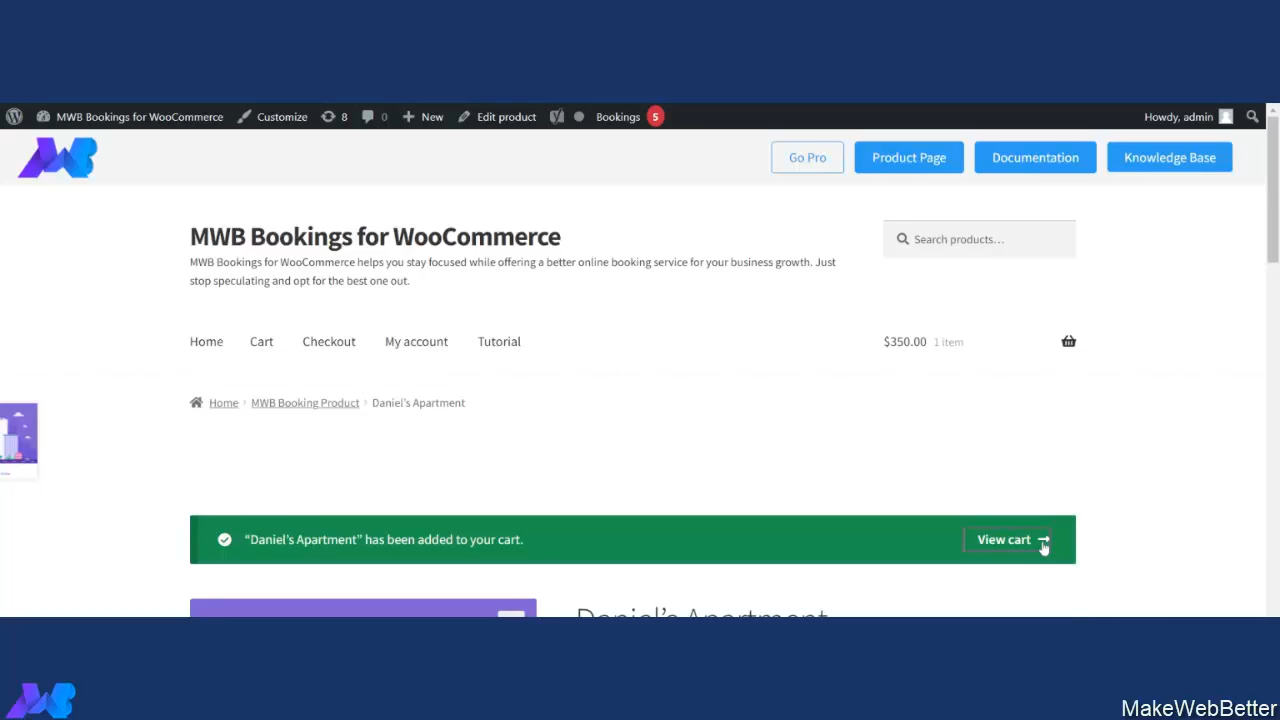 MWB Bookings for WooCommerce Customize 8 0 New Edit product Bookings 5 Howdy, admin
Go Pro Product Page Documentation Knowledge Base
MWB Bookings for WooCommerce
Search products...
MWB Bookings for WooCommerce helps you stay focused while offering a better online booking service for your business growth. Just
stop speculating and opt for the best one out.
Home Cart Checkout My account Tutorial $350.00 1 item
Home › MWB Booking Product › Daniel's Apartment
“Daniel's Apartment” has been added to your cart. View cart →
Daniel's Apartment
MakeWebBetter